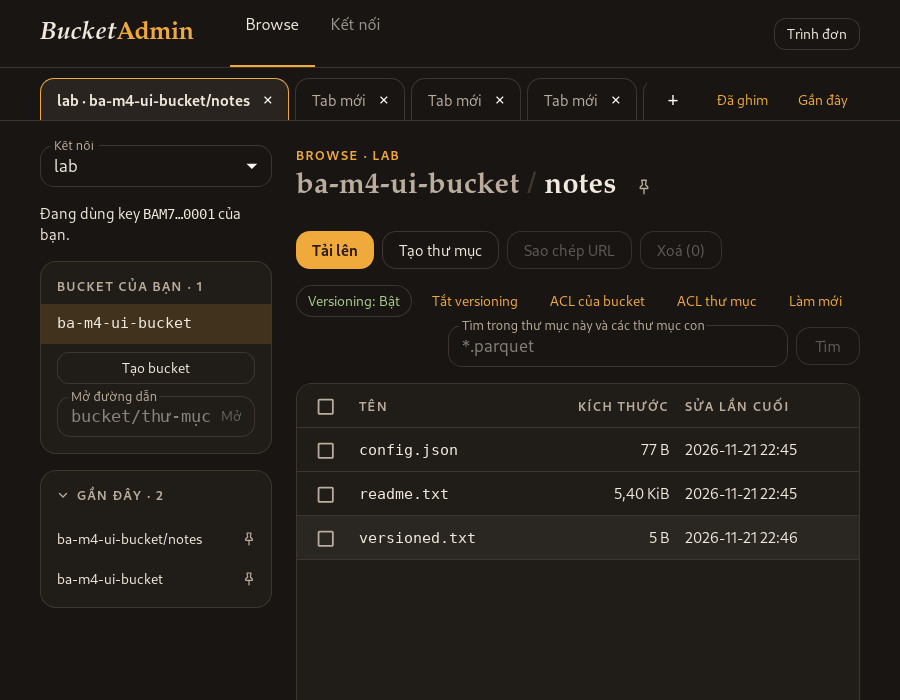 BucketAdmin
Browse
Kết nối
Trình đơn
lab · ba-m4-ui-bucket/notes ×
Tab mới ×
Tab mới ×
Tab mới ×
+
Đã ghim
Gần đây
Kết nối
lab
Đang dùng key BAM7…0001 của
bạn.
BUCKET CỦA BẠN · 1
ba-m4-ui-bucket
Tạo bucket
Mở đường dẫn
bucket/thư-mục
Mở
GẦN ĐÂY · 2
ba-m4-ui-bucket/notes
ba-m4-ui-bucket
BROWSE · LAB
ba-m4-ui-bucket / notes
Tải lên
Tạo thư mục
Sao chép URL
Xoá (0)
Versioning: Bật
Tắt versioning
ACL của bucket
ACL thư mục
Làm mới
Tìm trong thư mục này và các thư mục con
*.parquet
Tìm
TÊN KÍCH THƯỚC SỬA LẦN CUỐI
config.json 77 B 2026-11-21 22:45
readme.txt 5,40 KiB 2026-11-21 22:45
versioned.txt 5 B 2026-11-21 22:46